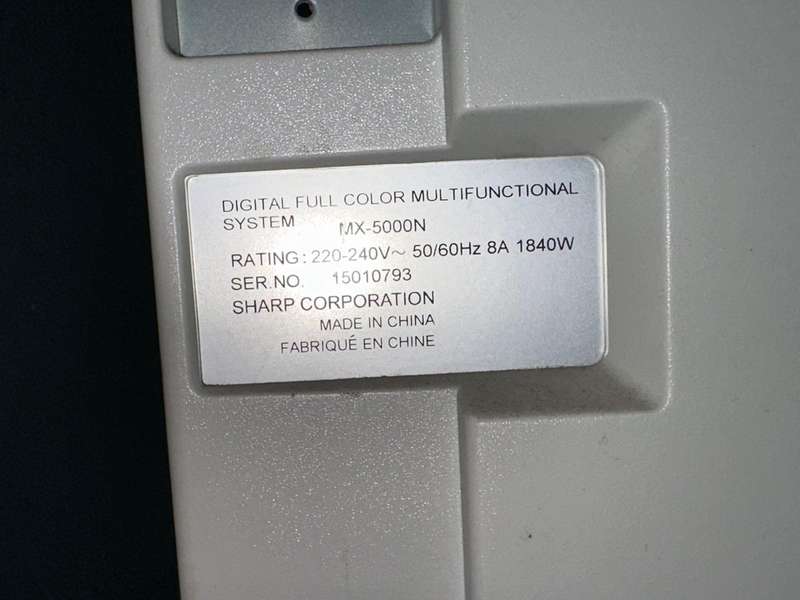 DIGITAL FULL COLOR MULTIFUNCTIONAL
SYSTEM MX-5000N
RATING: 220-240V~ 50/60Hz 8A 1840W
SER.NO. 15010793
SHARP CORPORATION
MADE IN CHINA
FABRIQUÉ EN CHINE